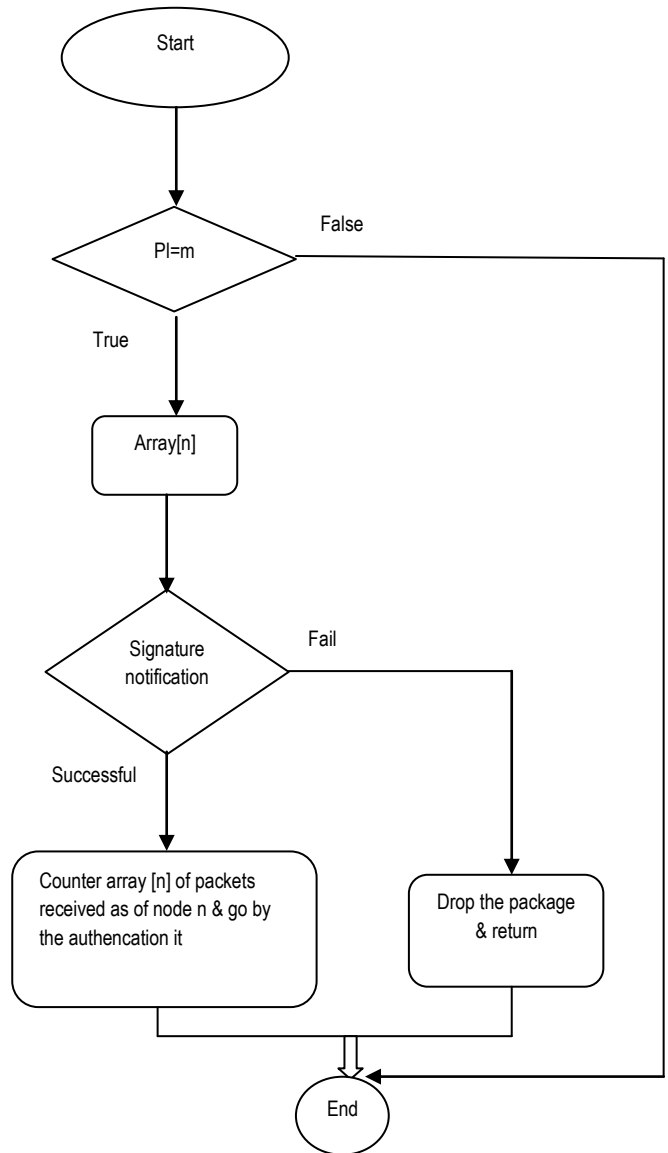 Start
False
Pl=m
True
Array[n]
Signature
notification
Fail
Successful
Counter array [n] of packets
received as of node n & go by
the authencation it
Drop the package
& return
End